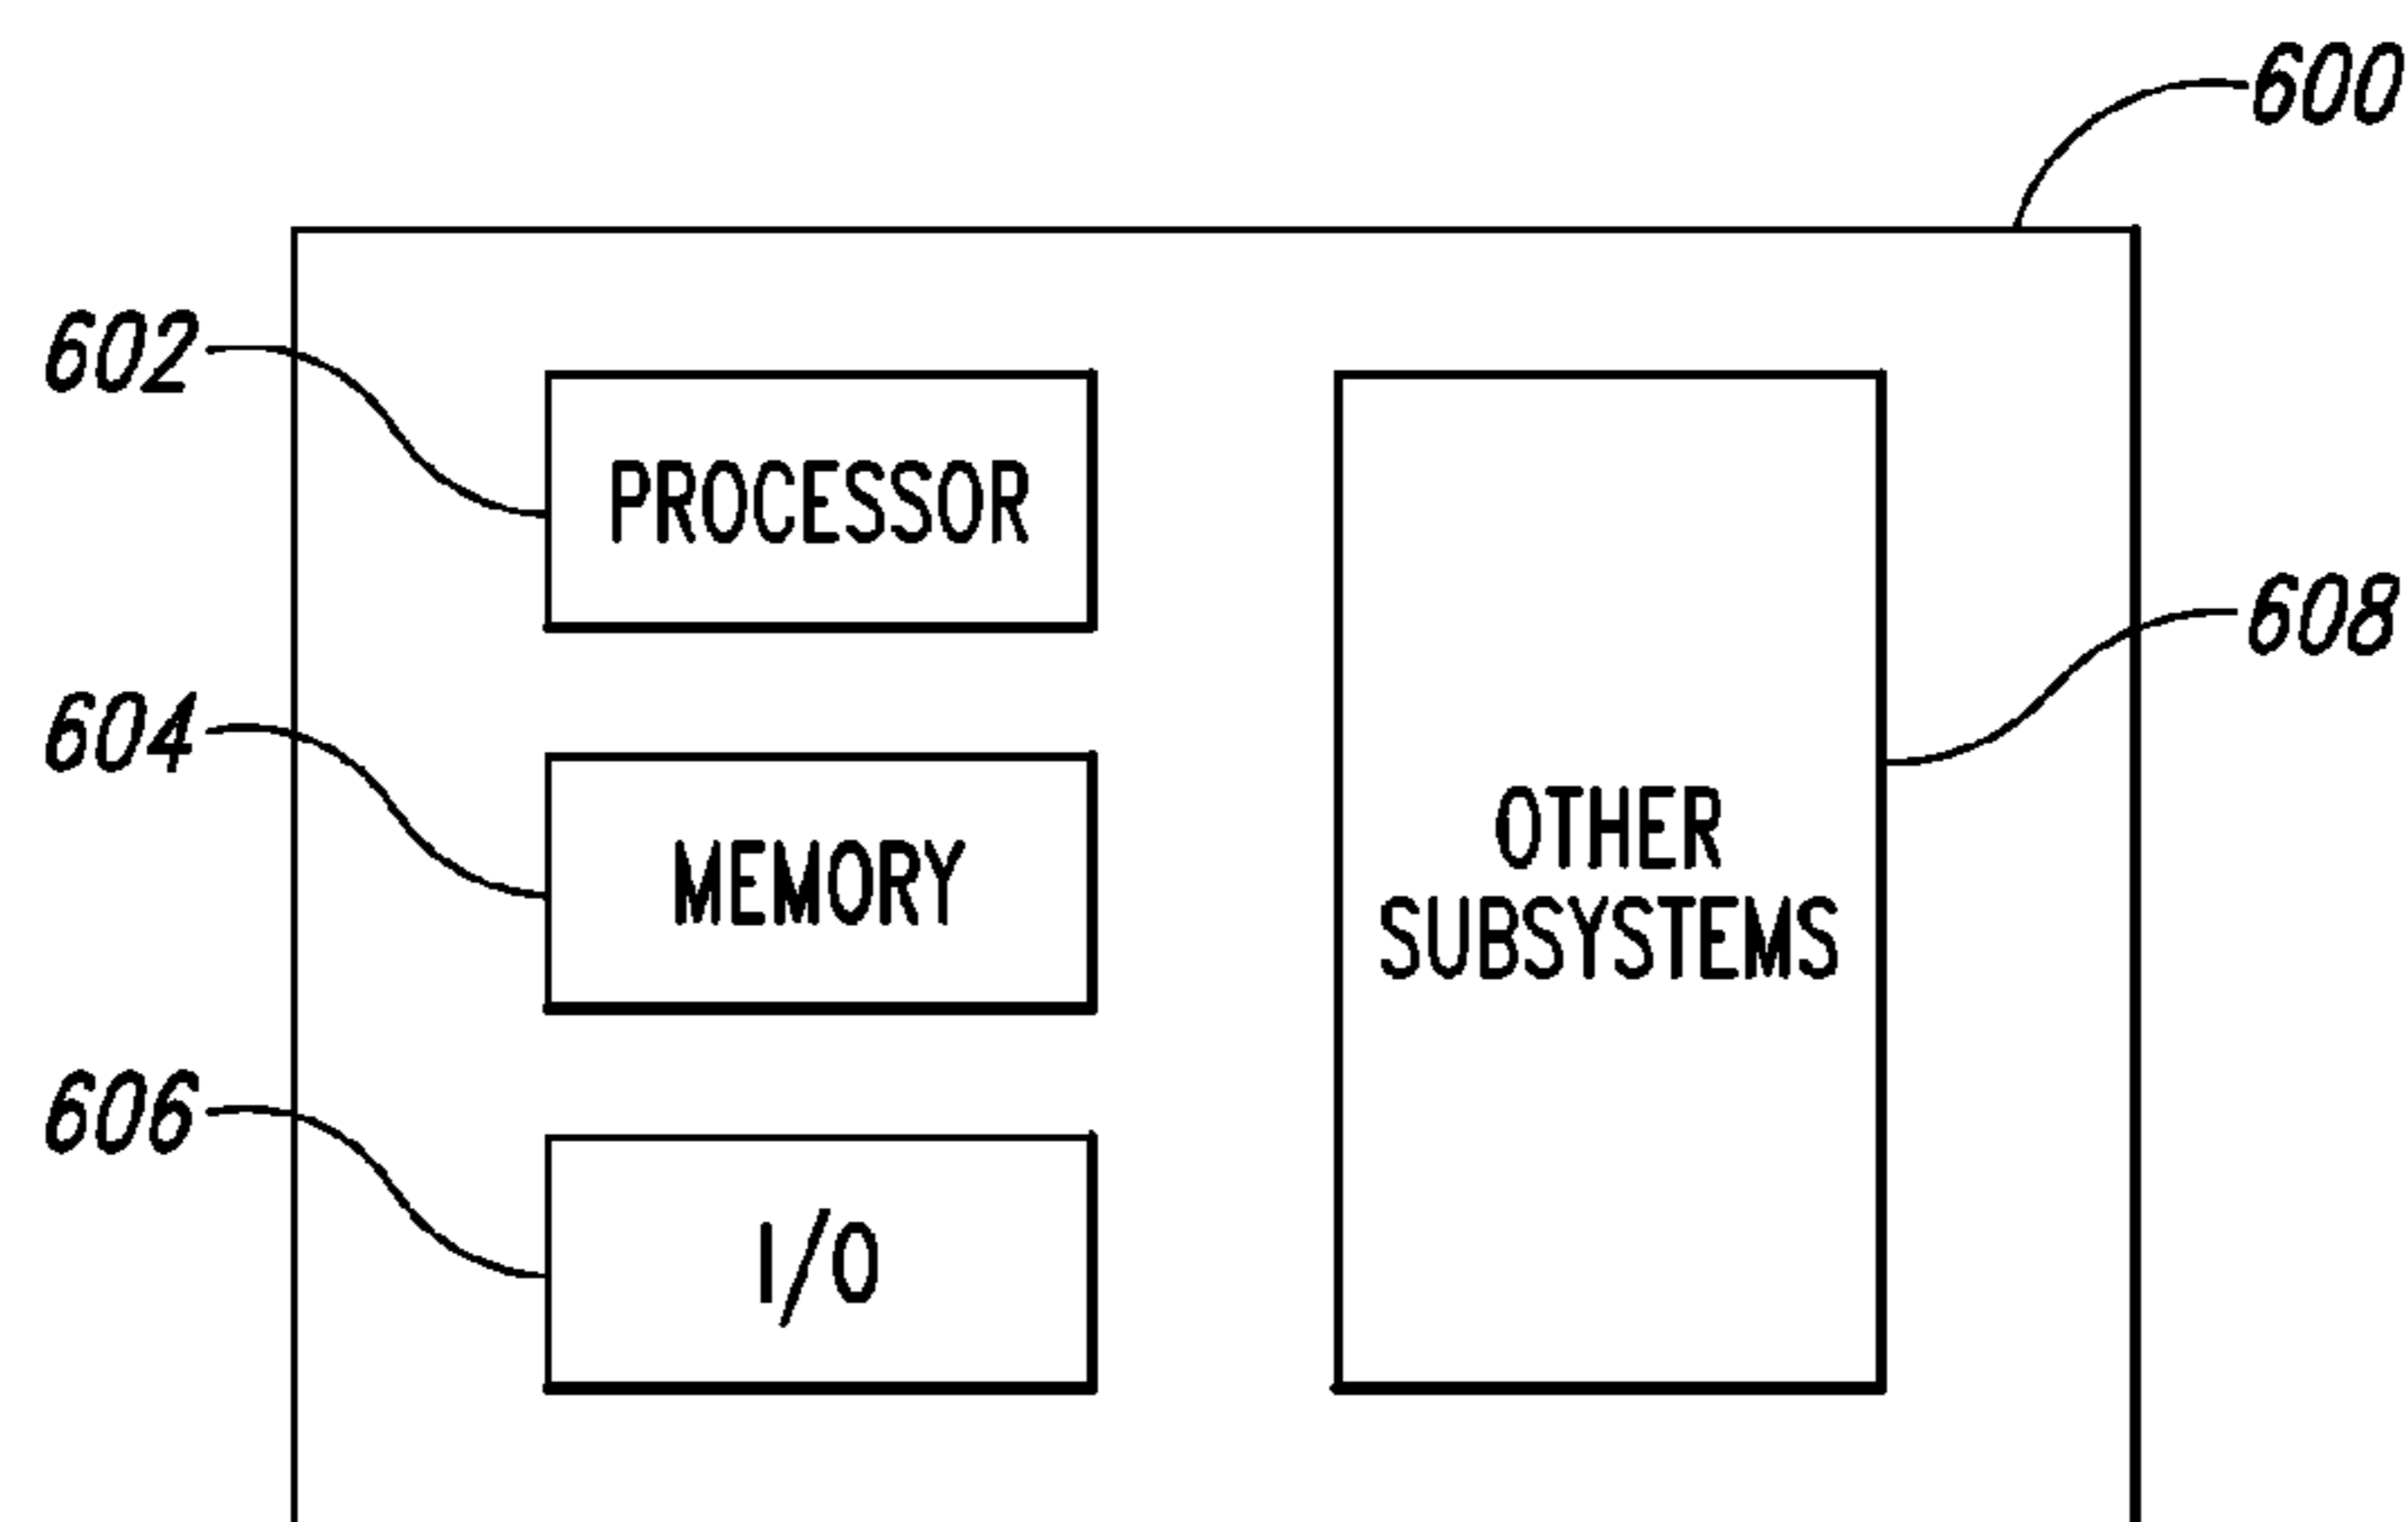 600
602
PROCESSOR
608
604
MEMORY
OTHER
SUBSYSTEMS
606
I/O